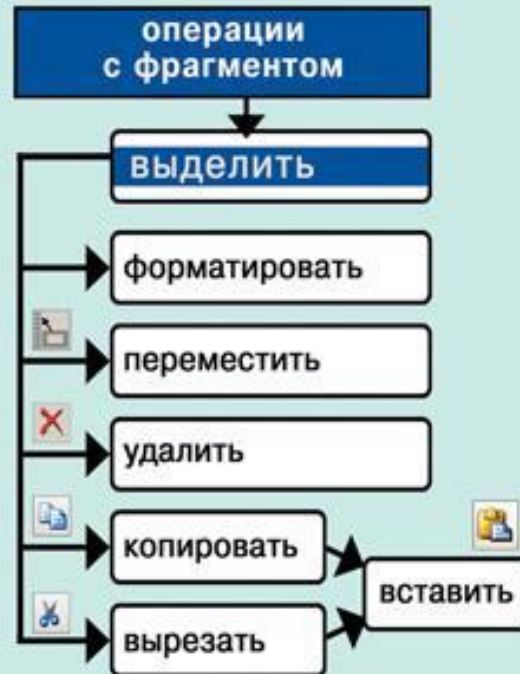 операции
с фрагментом
выделить
форматировать
переместить
удалить
копировать
вставить
вырезать